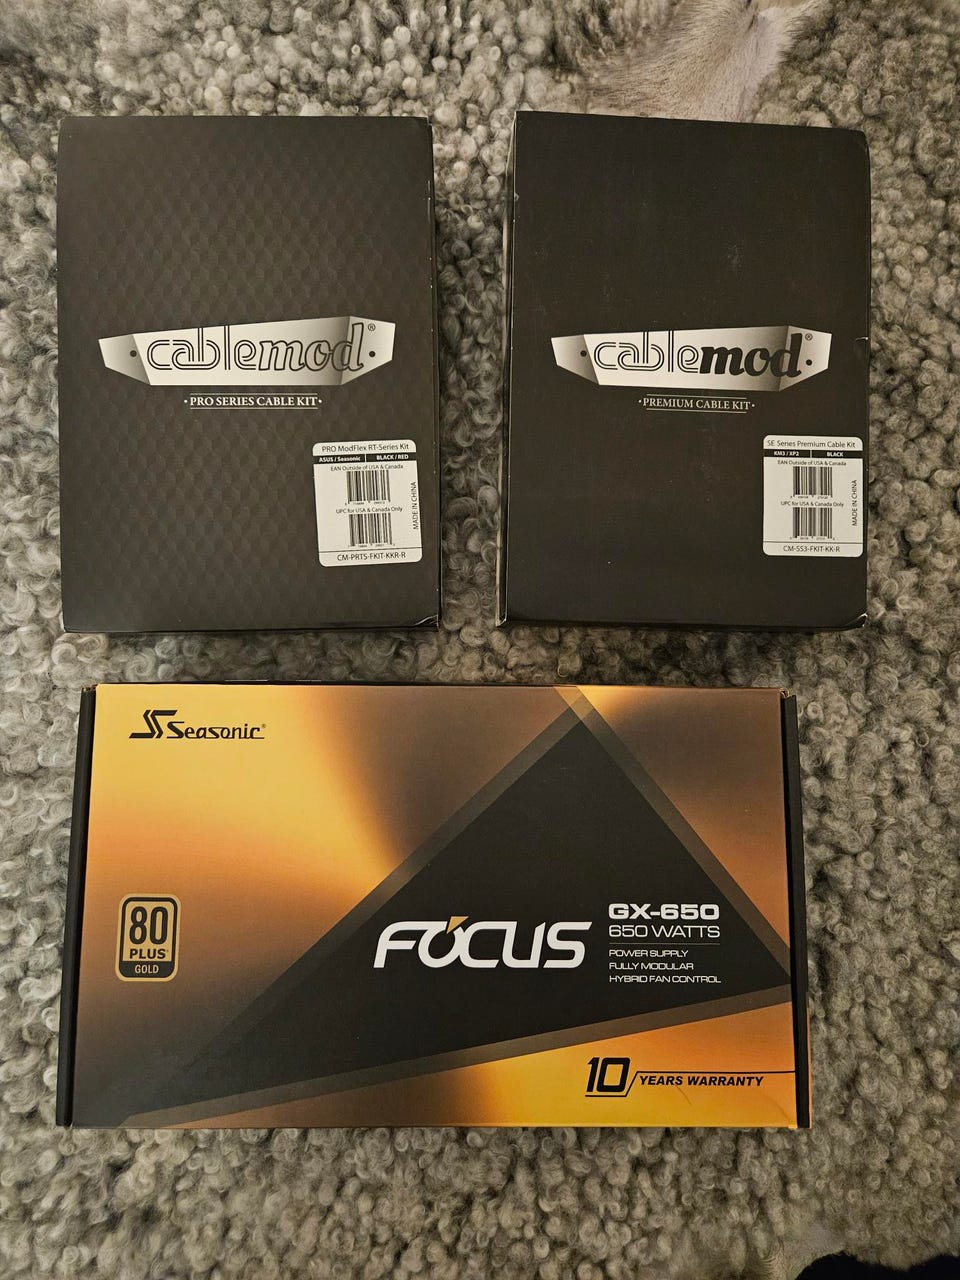 cablemod®
· PRO SERIES CABLE KIT ·
PRO ModFlex RT-Series Kit
ASUS / Seasonic BLACK / RED
EAN Outside of USA & Canada
UPC for USA & Canada Only
MADE IN CHINA
CM-PRTS-FKIT-KKR-R
cablemod®
· PREMIUM CABLE KIT ·
SE Series Premium Cable Kit
KM3 / XP2 BLACK
EAN Outside of USA & Canada
UPC for USA & Canada Only
MADE IN CHINA
CM-SS3-FKIT-KK-R
Seasonic®
80
PLUS
GOLD
FOCUS
GX-650
650 WATTS
POWER SUPPLY
FULLY MODULAR
HYBRID FAN CONTROL
10 YEARS WARRANTY